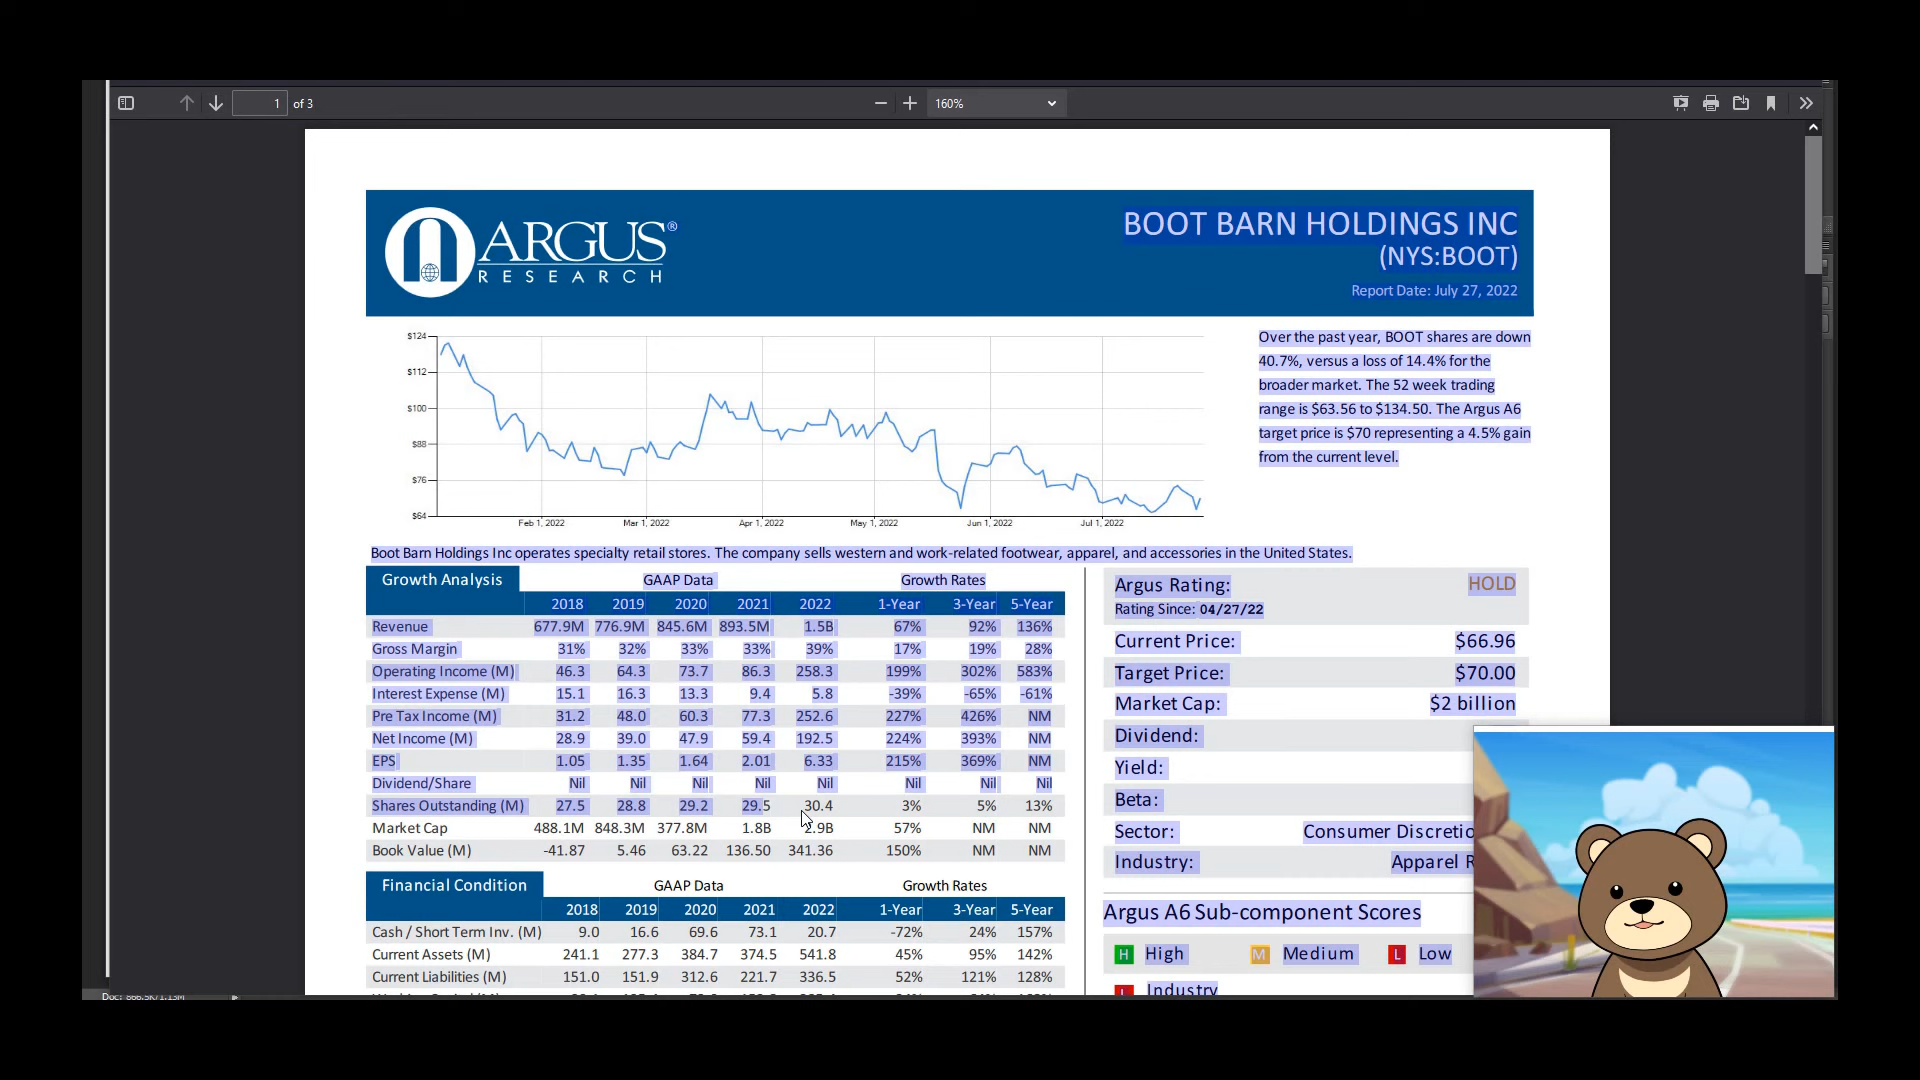 1 of 3
160%
ARGUS®
RESEARCH
BOOT BARN HOLDINGS INC
(NYS:BOOT)
Report Date: July 27, 2022
$124
$112
$100
$88
$76
$64
Feb 1, 2022 Mar 1, 2022 Apr 1, 2022 May 1, 2022 Jun 1, 2022 Jul 1, 2022
Over the past year, BOOT shares are down
40.7%, versus a loss of 14.4% for the
broader market. The 52 week trading
range is $63.56 to $134.50. The Argus A6
target price is $70 representing a 4.5% gain
from the current level.
Boot Barn Holdings Inc operates specialty retail stores. The company sells western and work-related footwear, apparel, and accessories in the United States.
Growth Analysis GAAP Data Growth Rates
2018 2019 2020 2021 2022 1-Year 3-Year 5-Year
Revenue 677.9M 776.9M 845.6M 893.5M 1.5B 67% 92% 136%
Gross Margin 31% 32% 33% 33% 39% 17% 19% 28%
Operating Income (M) 46.3 64.3 73.7 86.3 258.3 199% 302% 583%
Interest Expense (M) 15.1 16.3 13.3 9.4 5.8 -39% -65% -61%
Pre Tax Income (M) 31.2 48.0 60.3 77.3 252.6 227% 426% NM
Net Income (M) 28.9 39.0 47.9 59.4 192.5 224% 393% NM
EPS 1.05 1.35 1.64 2.01 6.33 215% 369% NM
Dividend/Share Nil Nil Nil Nil Nil Nil Nil Nil
Shares Outstanding (M) 27.5 28.8 29.2 29.5 30.4 3% 5% 13%
Market Cap 488.1M 848.3M 377.8M 1.8B 2.9B 57% NM NM
Book Value (M) -41.87 5.46 63.22 136.50 341.36 150% NM NM
Financial Condition GAAP Data Growth Rates
2018 2019 2020 2021 2022 1-Year 3-Year 5-Year
Cash / Short Term Inv. (M) 9.0 16.6 69.6 73.1 20.7 -72% 24% 157%
Current Assets (M) 241.1 277.3 384.7 374.5 541.8 45% 95% 142%
Current Liabilities (M) 151.0 151.9 312.6 221.7 336.5 52% 121% 128%
Argus Rating: HOLD
Rating Since: 04/27/22
Current Price: $66.96
Target Price: $70.00
Market Cap: $2 billion
Dividend:
Yield:
Beta:
Sector: Consumer Discretio
Industry: Apparel R
Argus A6 Sub-component Scores
H High M Medium L Low
L Industry